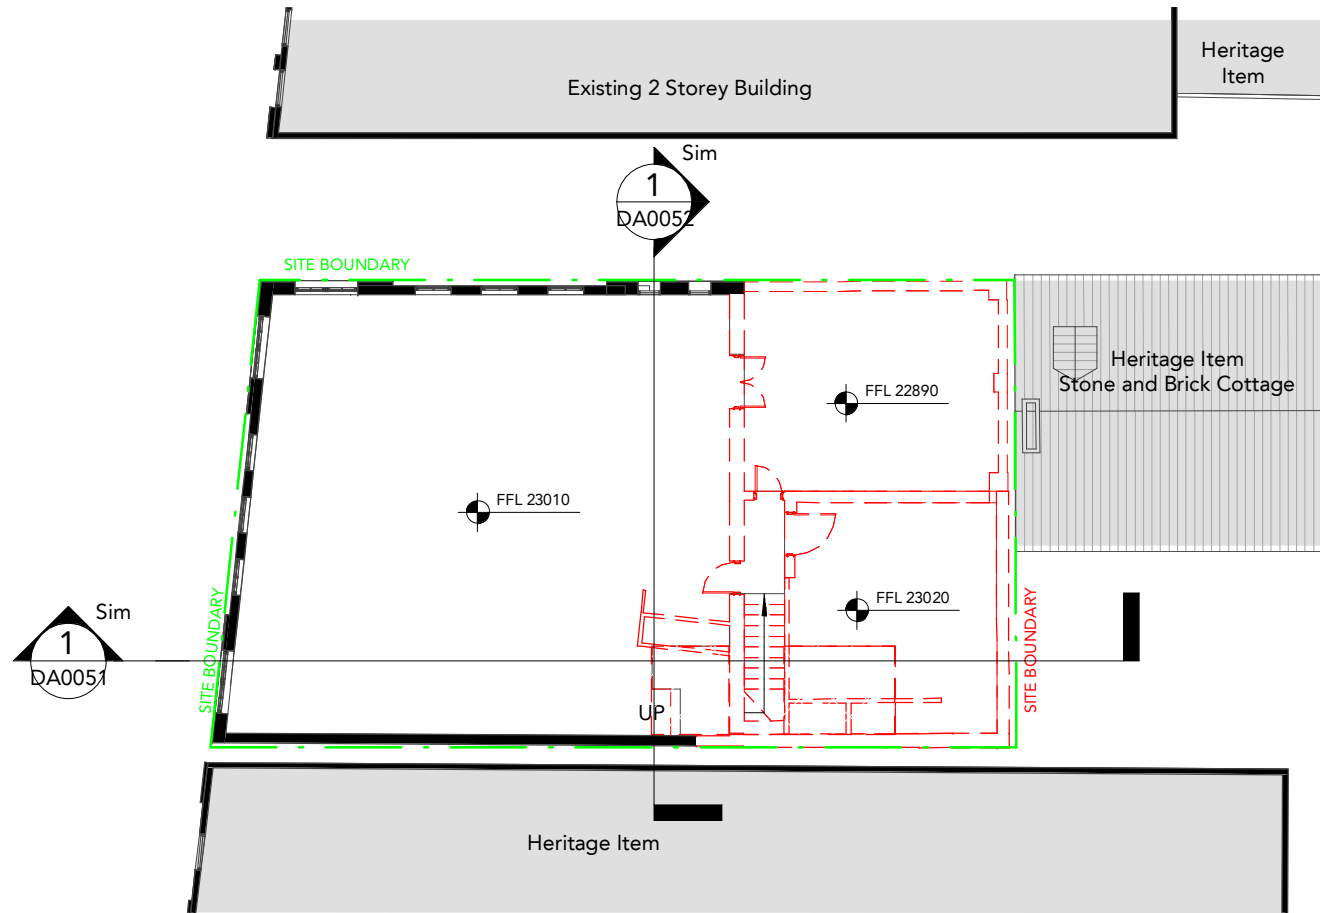 Heritage
Item
Existing 2 Storey Building
Sim
1
DA0052
SITE BOUNDARY
Heritage Item
Stone and Brick Cottage
FFL 22890
FFL 23010
FFL 23020
Sim
1
DA0051
SITE BOUNDARY
SITE BOUNDARY
UP
Heritage Item